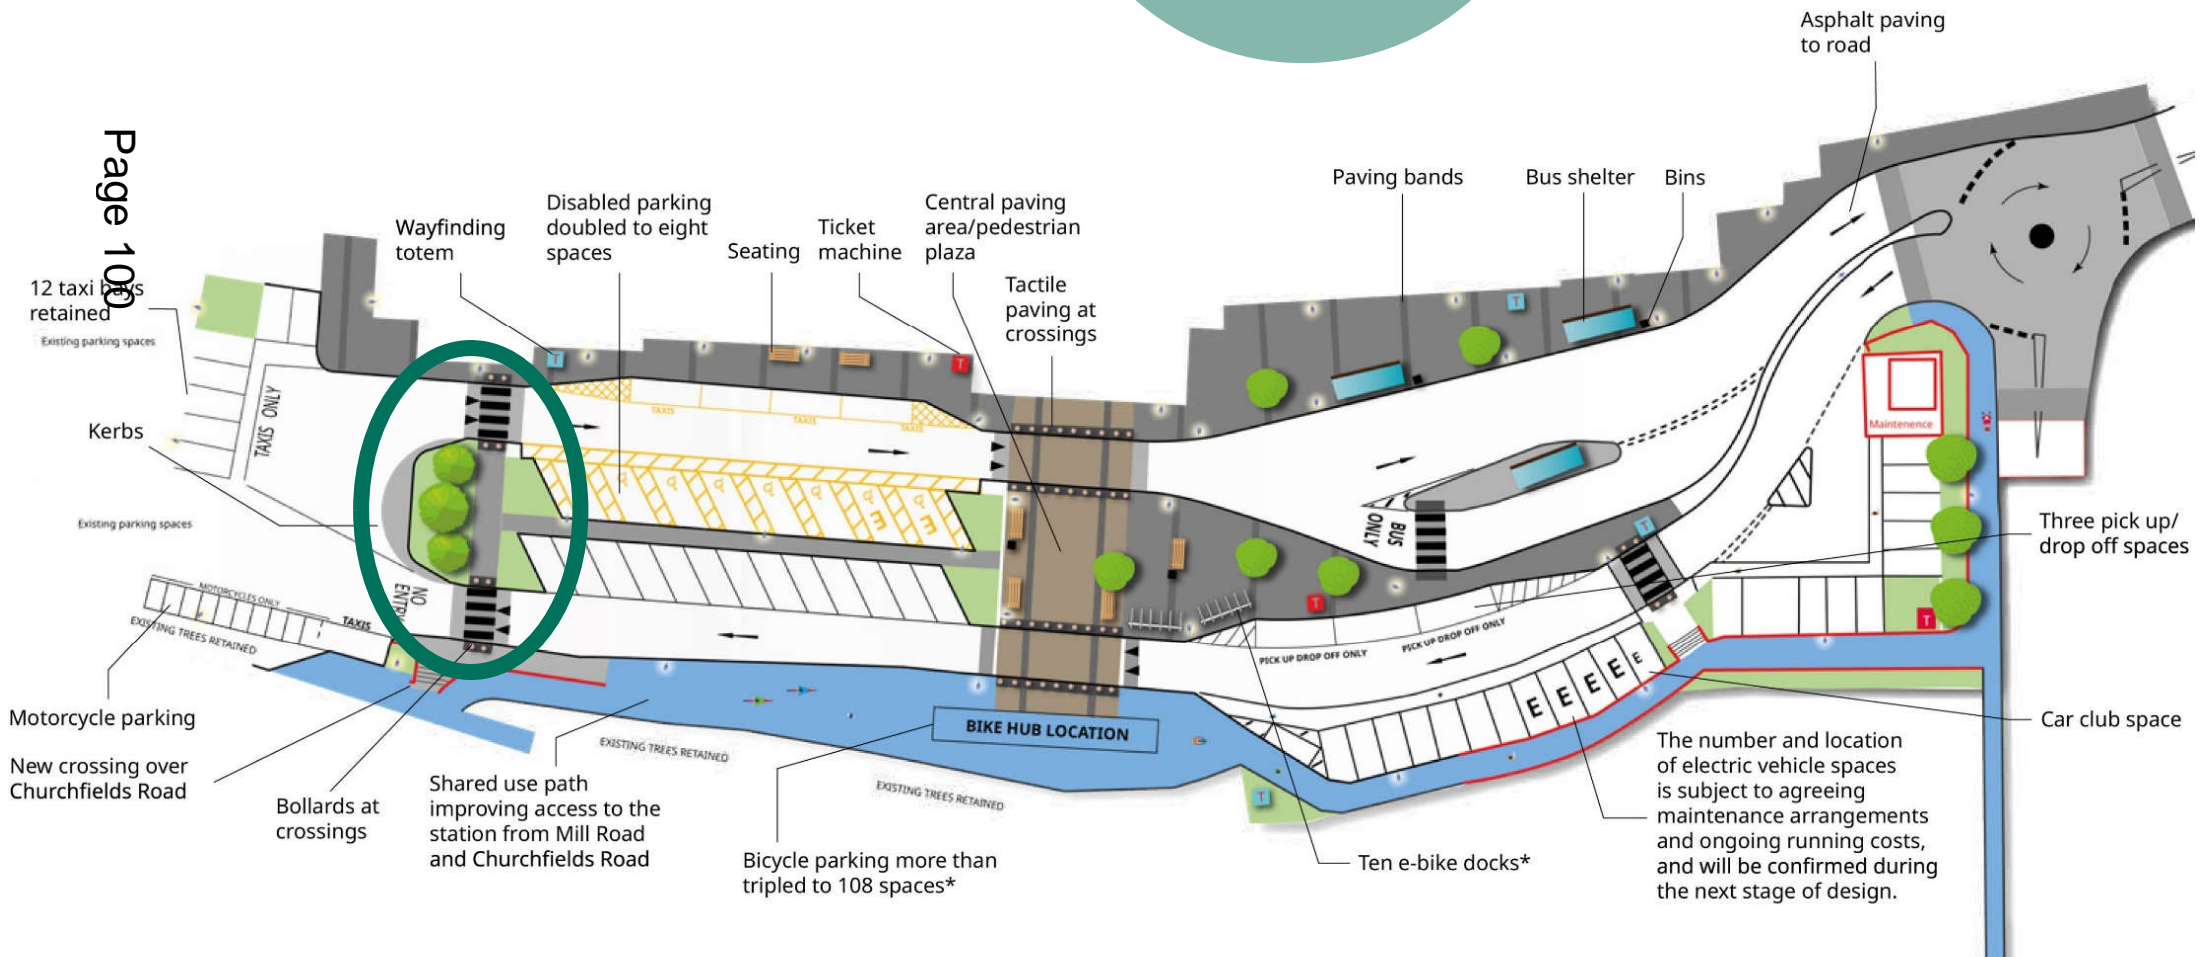 Page 100
Asphalt paving
to road
Paving bands
Bus shelter
Bins
Wayfinding
totem
Disabled parking
doubled to eight
spaces
Seating
Ticket
machine
Central paving
area/pedestrian
plaza
Tactile
paving at
crossings
12 taxi bays
retained
Existing parking spaces
TAXIS ONLY
Kerbs
Existing parking spaces
T
T
T
TAXIS
TAXIS
TAXIS
E
E
BUS
ONLY
T
T
Maintenence
Three pick up/
drop off spaces
NO
ENTRY
MOTORCYCLES ONLY
TAXIS
EXISTING TREES RETAINED
PICK UP DROP OFF ONLY
PICK UP DROP OFF ONLY
T
E
E
E
E
E
Motorcycle parking
New crossing over
Churchfields Road
Bollards at
crossings
Shared use path
improving access to the
station from Mill Road
and Churchfields Road
EXISTING TREES RETAINED
BIKE HUB LOCATION
EXISTING TREES RETAINED
Bicycle parking more than
tripled to 108 spaces*
T
Ten e-bike docks*
Car club space
The number and location
of electric vehicle spaces
is subject to agreeing
maintenance arrangements
and ongoing running costs,
and will be confirmed during
the next stage of design.